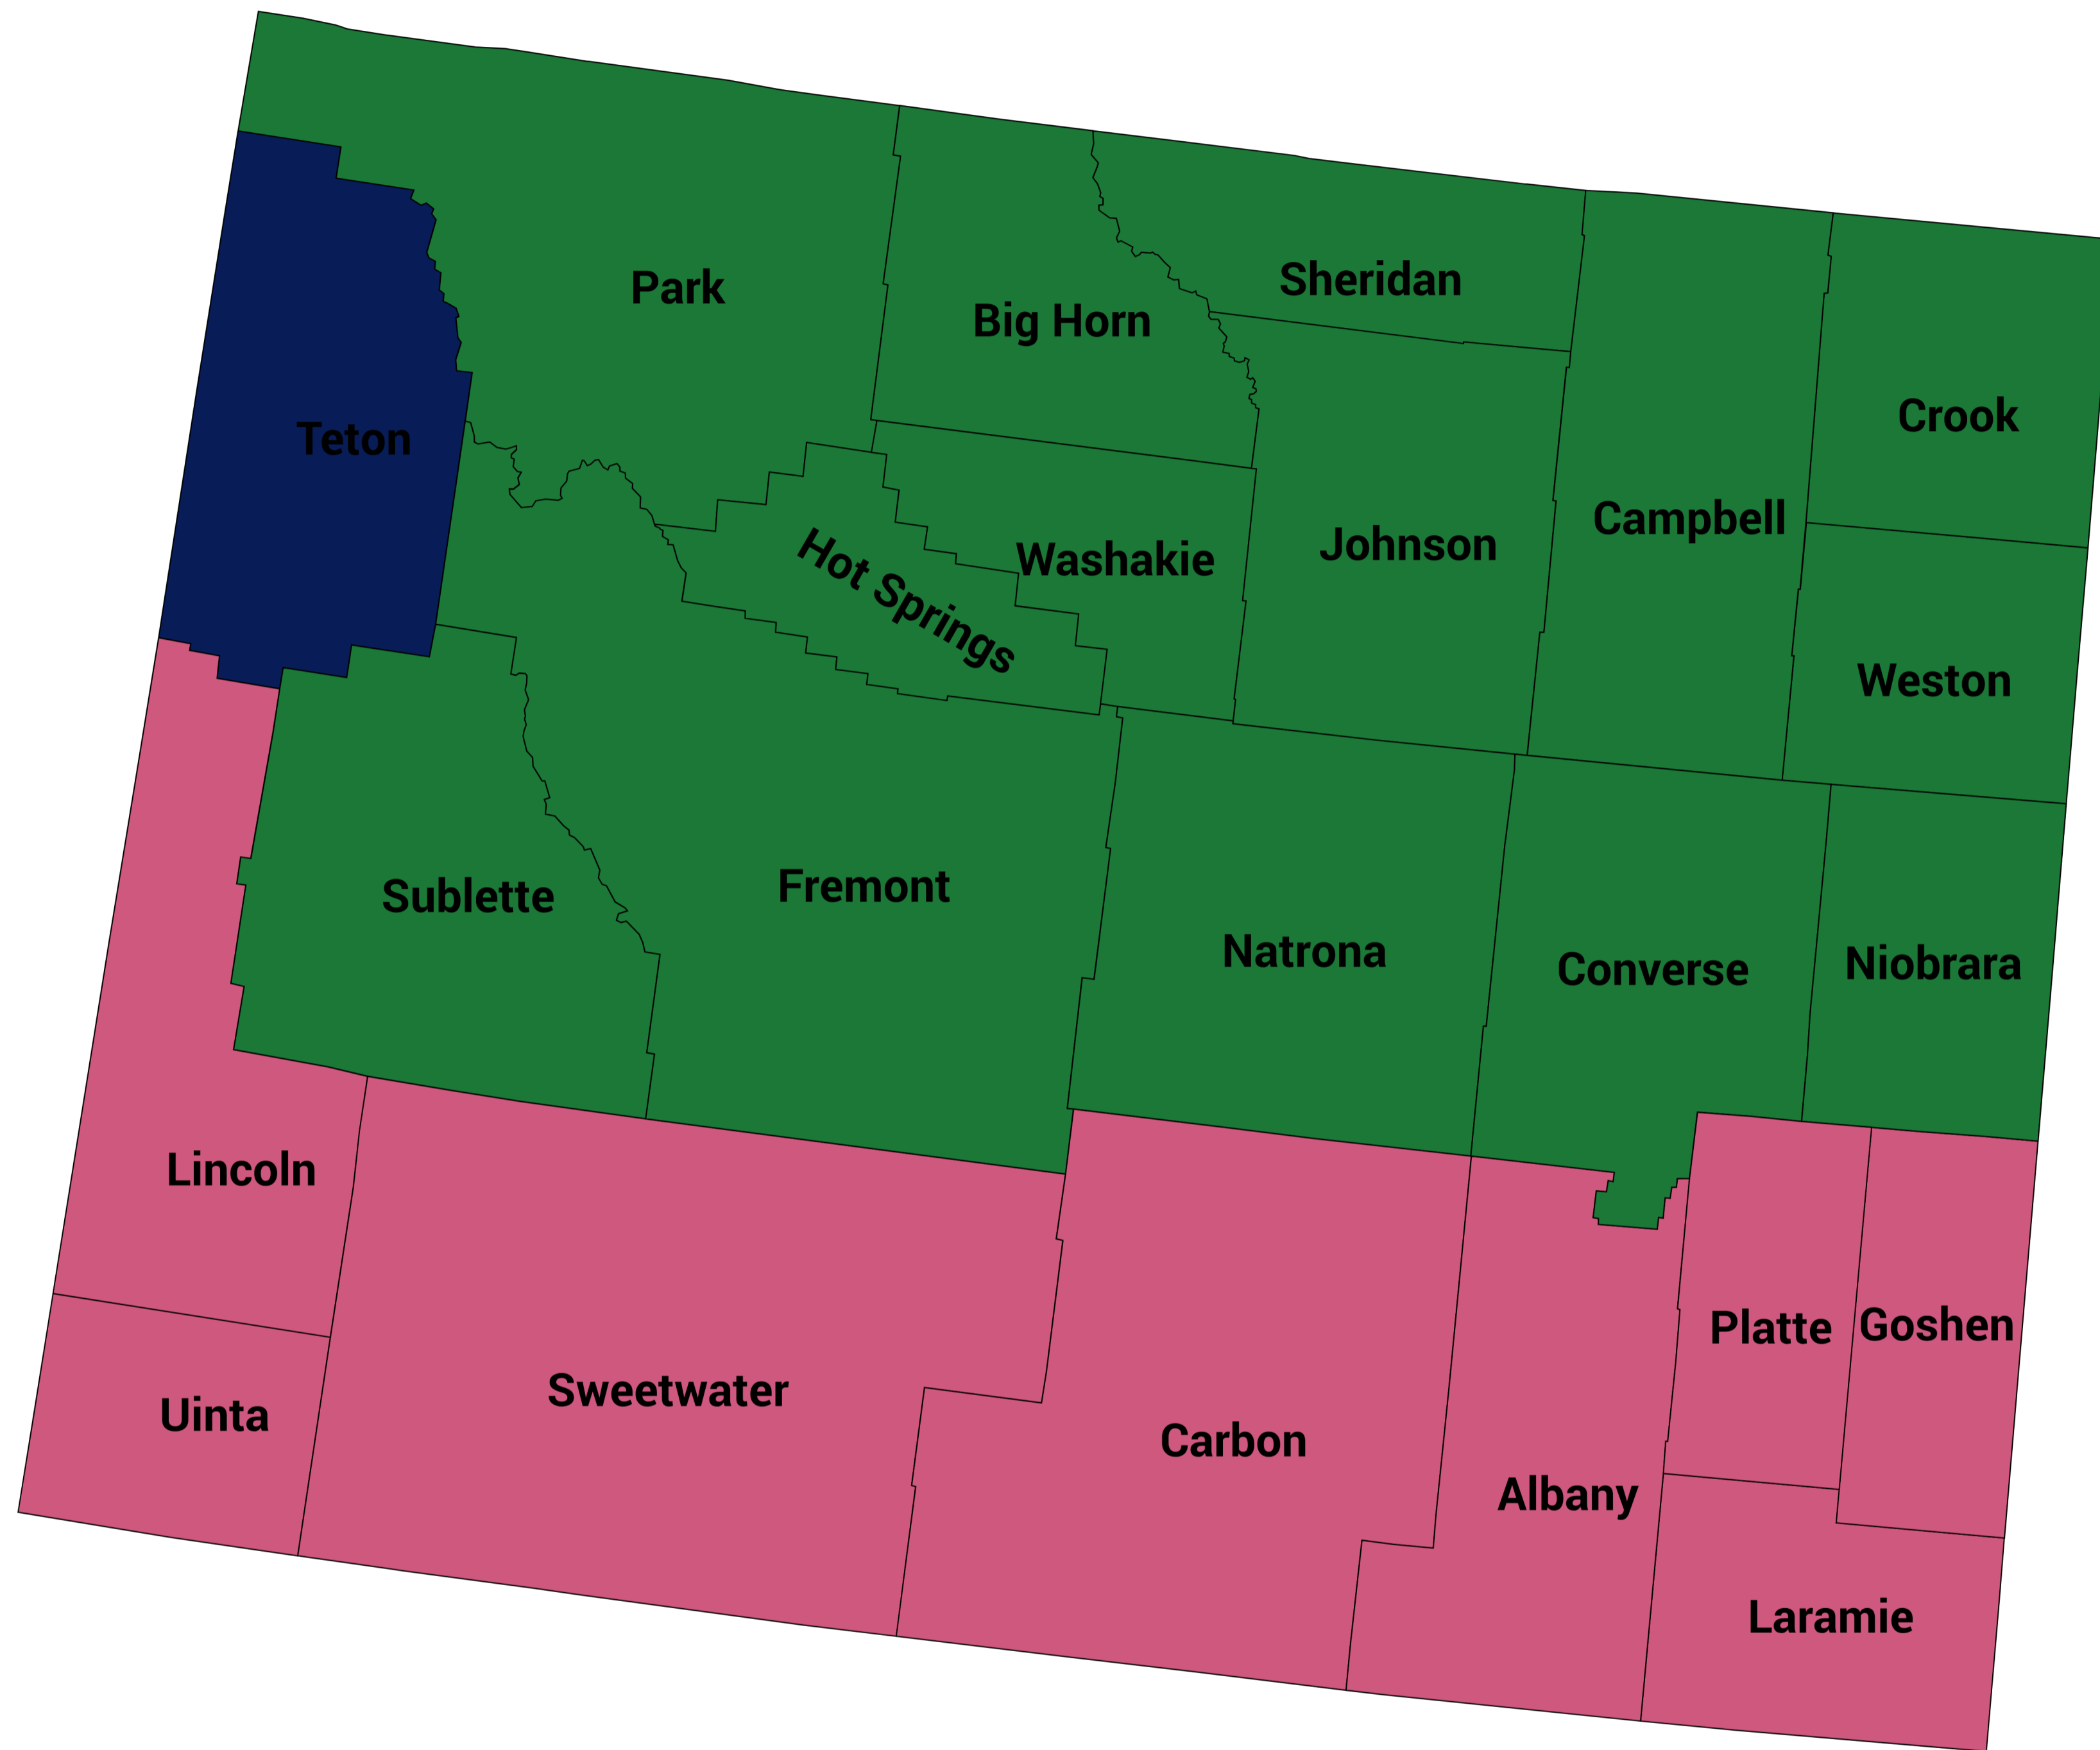 Park
Sheridan
Big Horn
Crook
Teton
Campbell
Johnson
Washakie
Hot Springs
Weston
Fremont
Sublette
Natrona
Converse
Niobrara
Lincoln
Platte
Goshen
Sweetwater
Uinta
Carbon
Albany
Laramie